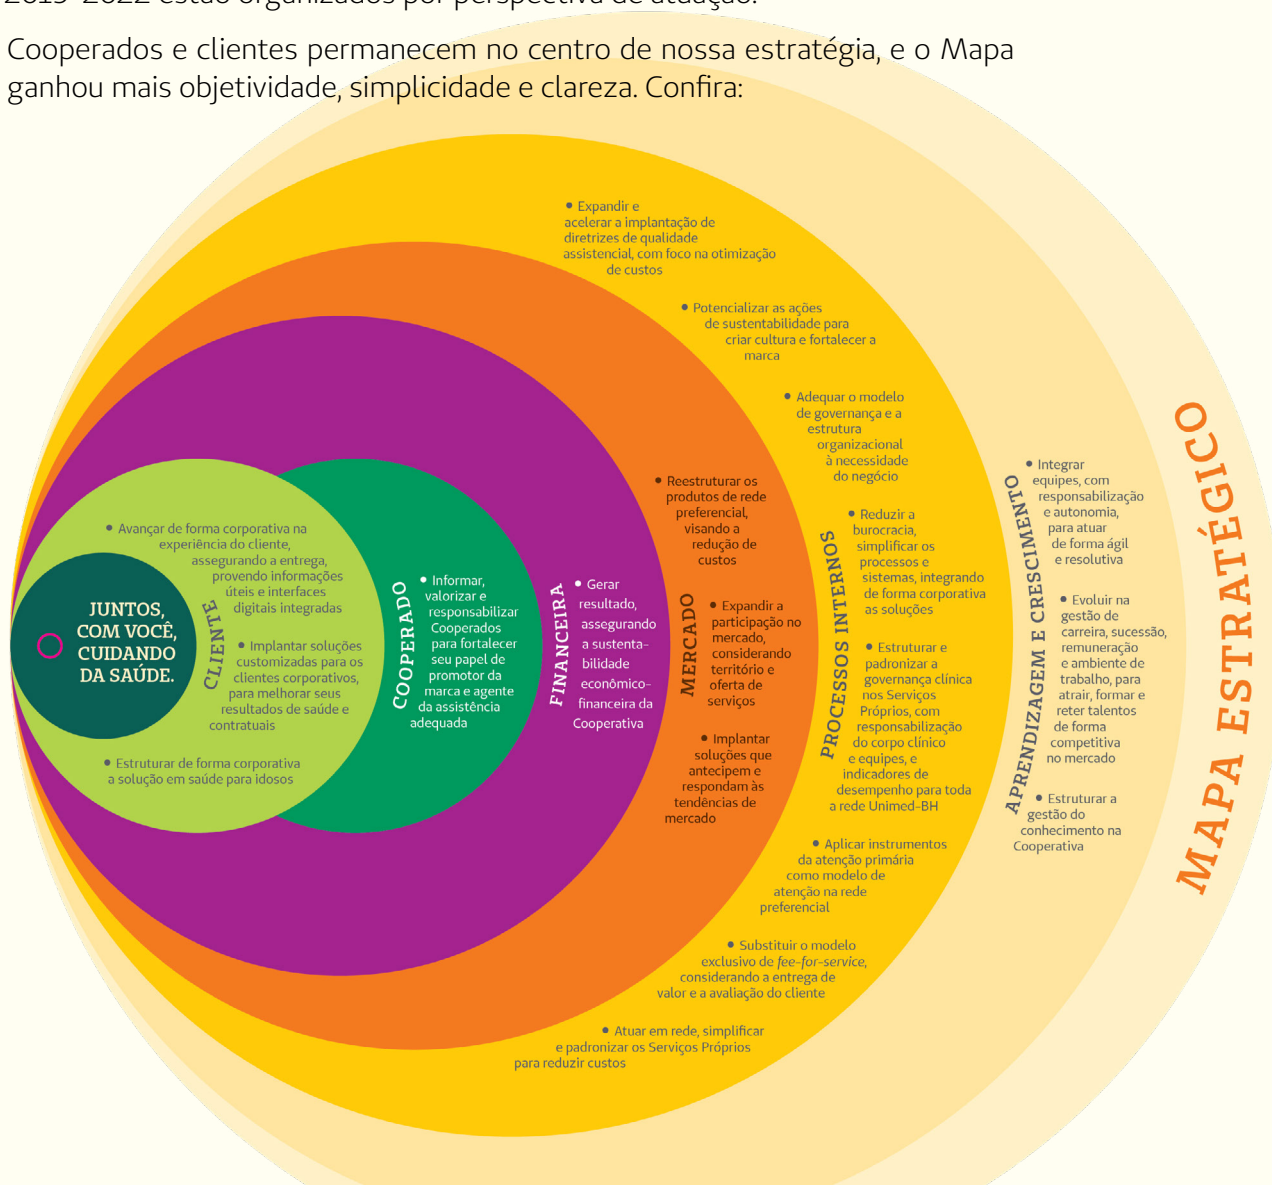 2019-2022 estão organizados por perspectiva de atuação.
Cooperados e clientes permanecem no centro de nossa estratégia, e o Mapa
ganhou mais objetividade, simplicidade e clareza. Confira:
JUNTOS,
COM VOCÊ,
CUIDANDO
DA SAÚDE.
CLIENTE
• Avançar de forma corporativa na
experiência do cliente,
assegurando a entrega,
provendo informações
úteis e interfaces
digitais integradas
• Implantar soluções
customizadas para os
clientes corporativos,
para melhorar seus
resultados de saúde e
contratuais
• Estruturar de forma corporativa
a solução em saúde para idosos
COOPERADO
• Informar,
valorizar e
responsabilizar
Cooperados
para fortalecer
seu papel de
promotor da
marca e agente
da assistência
adequada
FINANCEIRA
• Gerar
resultado,
assegurando
a sustenta-
bilidade
econômico-
financeira da
Cooperativa
MERCADO
• Reestruturar os
produtos de rede
preferencial,
visando a
redução de
custos
• Expandir a
participação no
mercado,
considerando
território e
oferta de
serviços
• Implantar
soluções que
antecipem e
respondam às
tendências de
mercado
PROCESSOS INTERNOS
• Expandir e
acelerar a implantação de
diretrizes de qualidade
assistencial, com foco na otimização
de custos
• Potencializar as ações
de sustentabilidade para
criar cultura e fortalecer a
marca
• Adequar o modelo
de governança e a
estrutura
organizacional
à necessidade
do negócio
• Reduzir a
burocracia,
simplificar os
processos e
sistemas, integrando
de forma corporativa
as soluções
• Estruturar e
padronizar a
governança clínica
nos Serviços
Próprios, com
responsabilização
do corpo clínico
e equipes, e
indicadores de
desempenho para toda
a rede Unimed-BH
• Aplicar instrumentos
da atenção primária
como modelo de
atenção na rede
preferencial
• Substituir o modelo
exclusivo de fee-for-service,
considerando a entrega de
valor e a avaliação do cliente
• Atuar em rede, simplificar
e padronizar os Serviços Próprios
para reduzir custos
APRENDIZAGEM E CRESCIMENTO
• Integrar
equipes, com
responsabilização
e autonomia,
para atuar
de forma ágil
e resolutiva
• Evoluir na
gestão de
carreira, sucessão,
remuneração
e ambiente de
trabalho, para
atrair, formar e
reter talentos
de forma
competitiva
no mercado
• Estruturar a
gestão do
conhecimento na
Cooperativa
MAPA ESTRATÉGICO